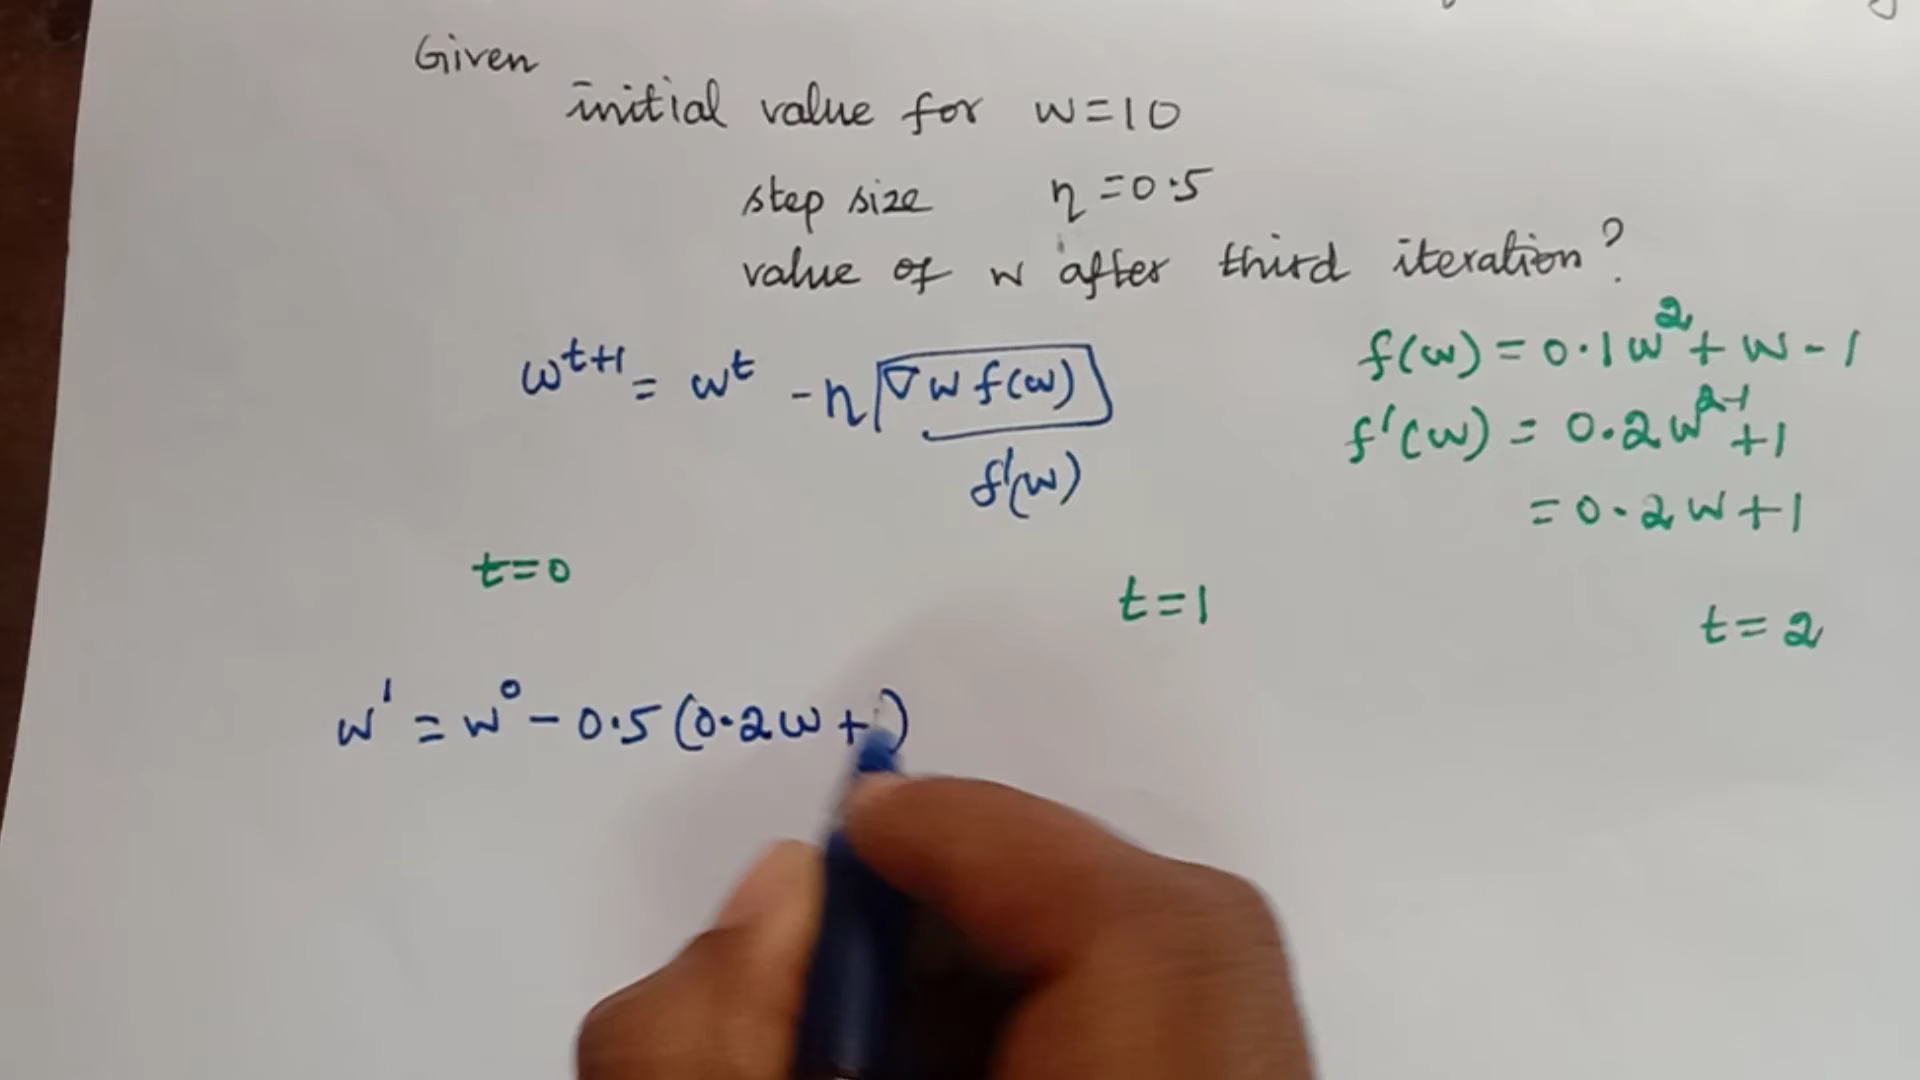 Given
initial value for w=10
step size η=0.5
value of w after third iteration?
w^t+1 = w^t - η ∇w f(w)
f'(w)
f(w) = 0.1w^2 + w - 1
f'(w) = 0.2w^2-1 + 1
= 0.2w + 1
t=0
t=1
t=2
w^1 = w^0 - 0.5(0.2w + )